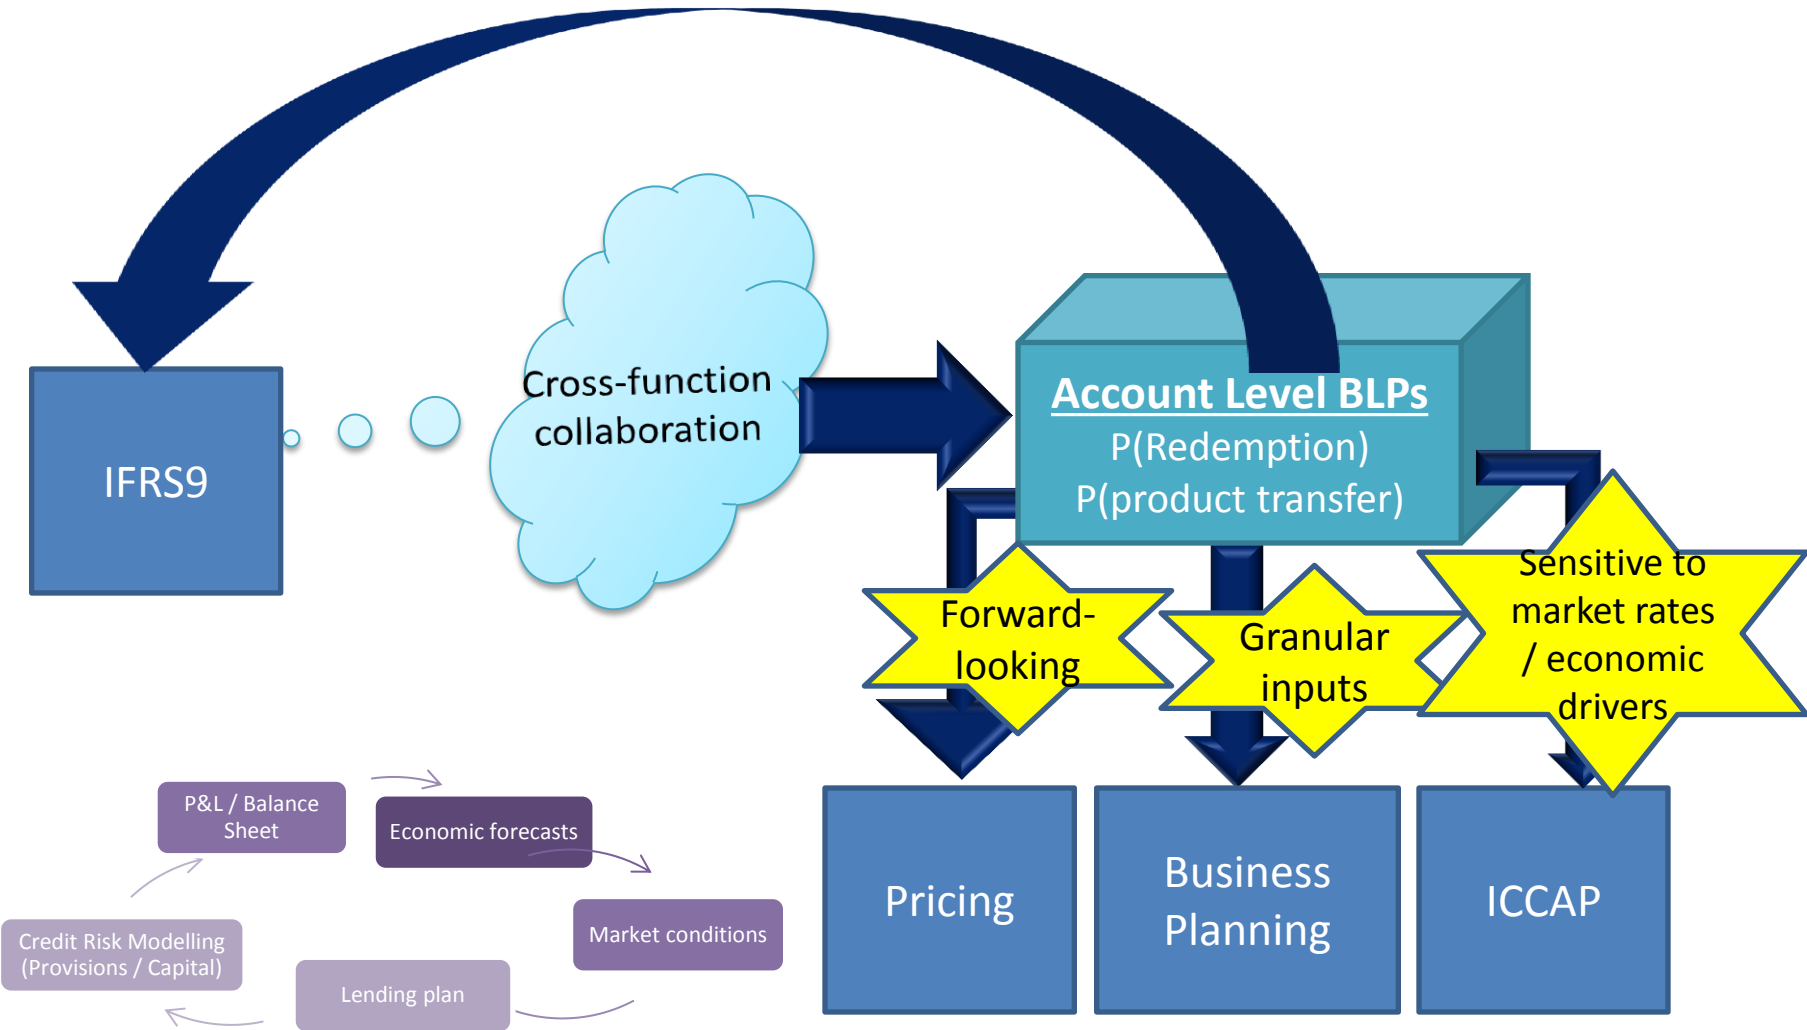 Cross-function
collaboration
IFRS9
Account Level BLPs
P(Redemption)
P(product transfer)
Forward-
looking
Granular
inputs
Sensitive to
market rates
/ economic
drivers
Pricing
Business
Planning
ICCAP
P&L / Balance
Sheet
Economic forecasts
Market conditions
Lending plan
Credit Risk Modelling
(Provisions / Capital)